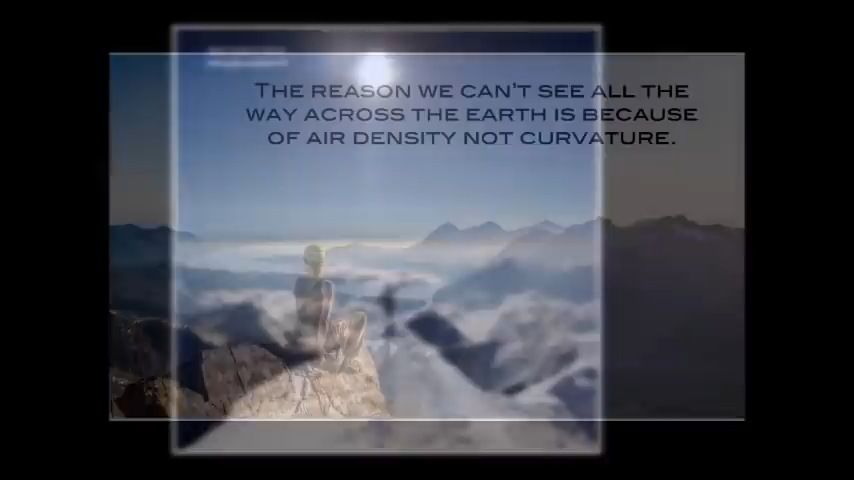 THE REASON WE CAN'T SEE ALL THE
WAY ACROSS THE EARTH IS BECAUSE
OF AIR DENSITY NOT CURVATURE.